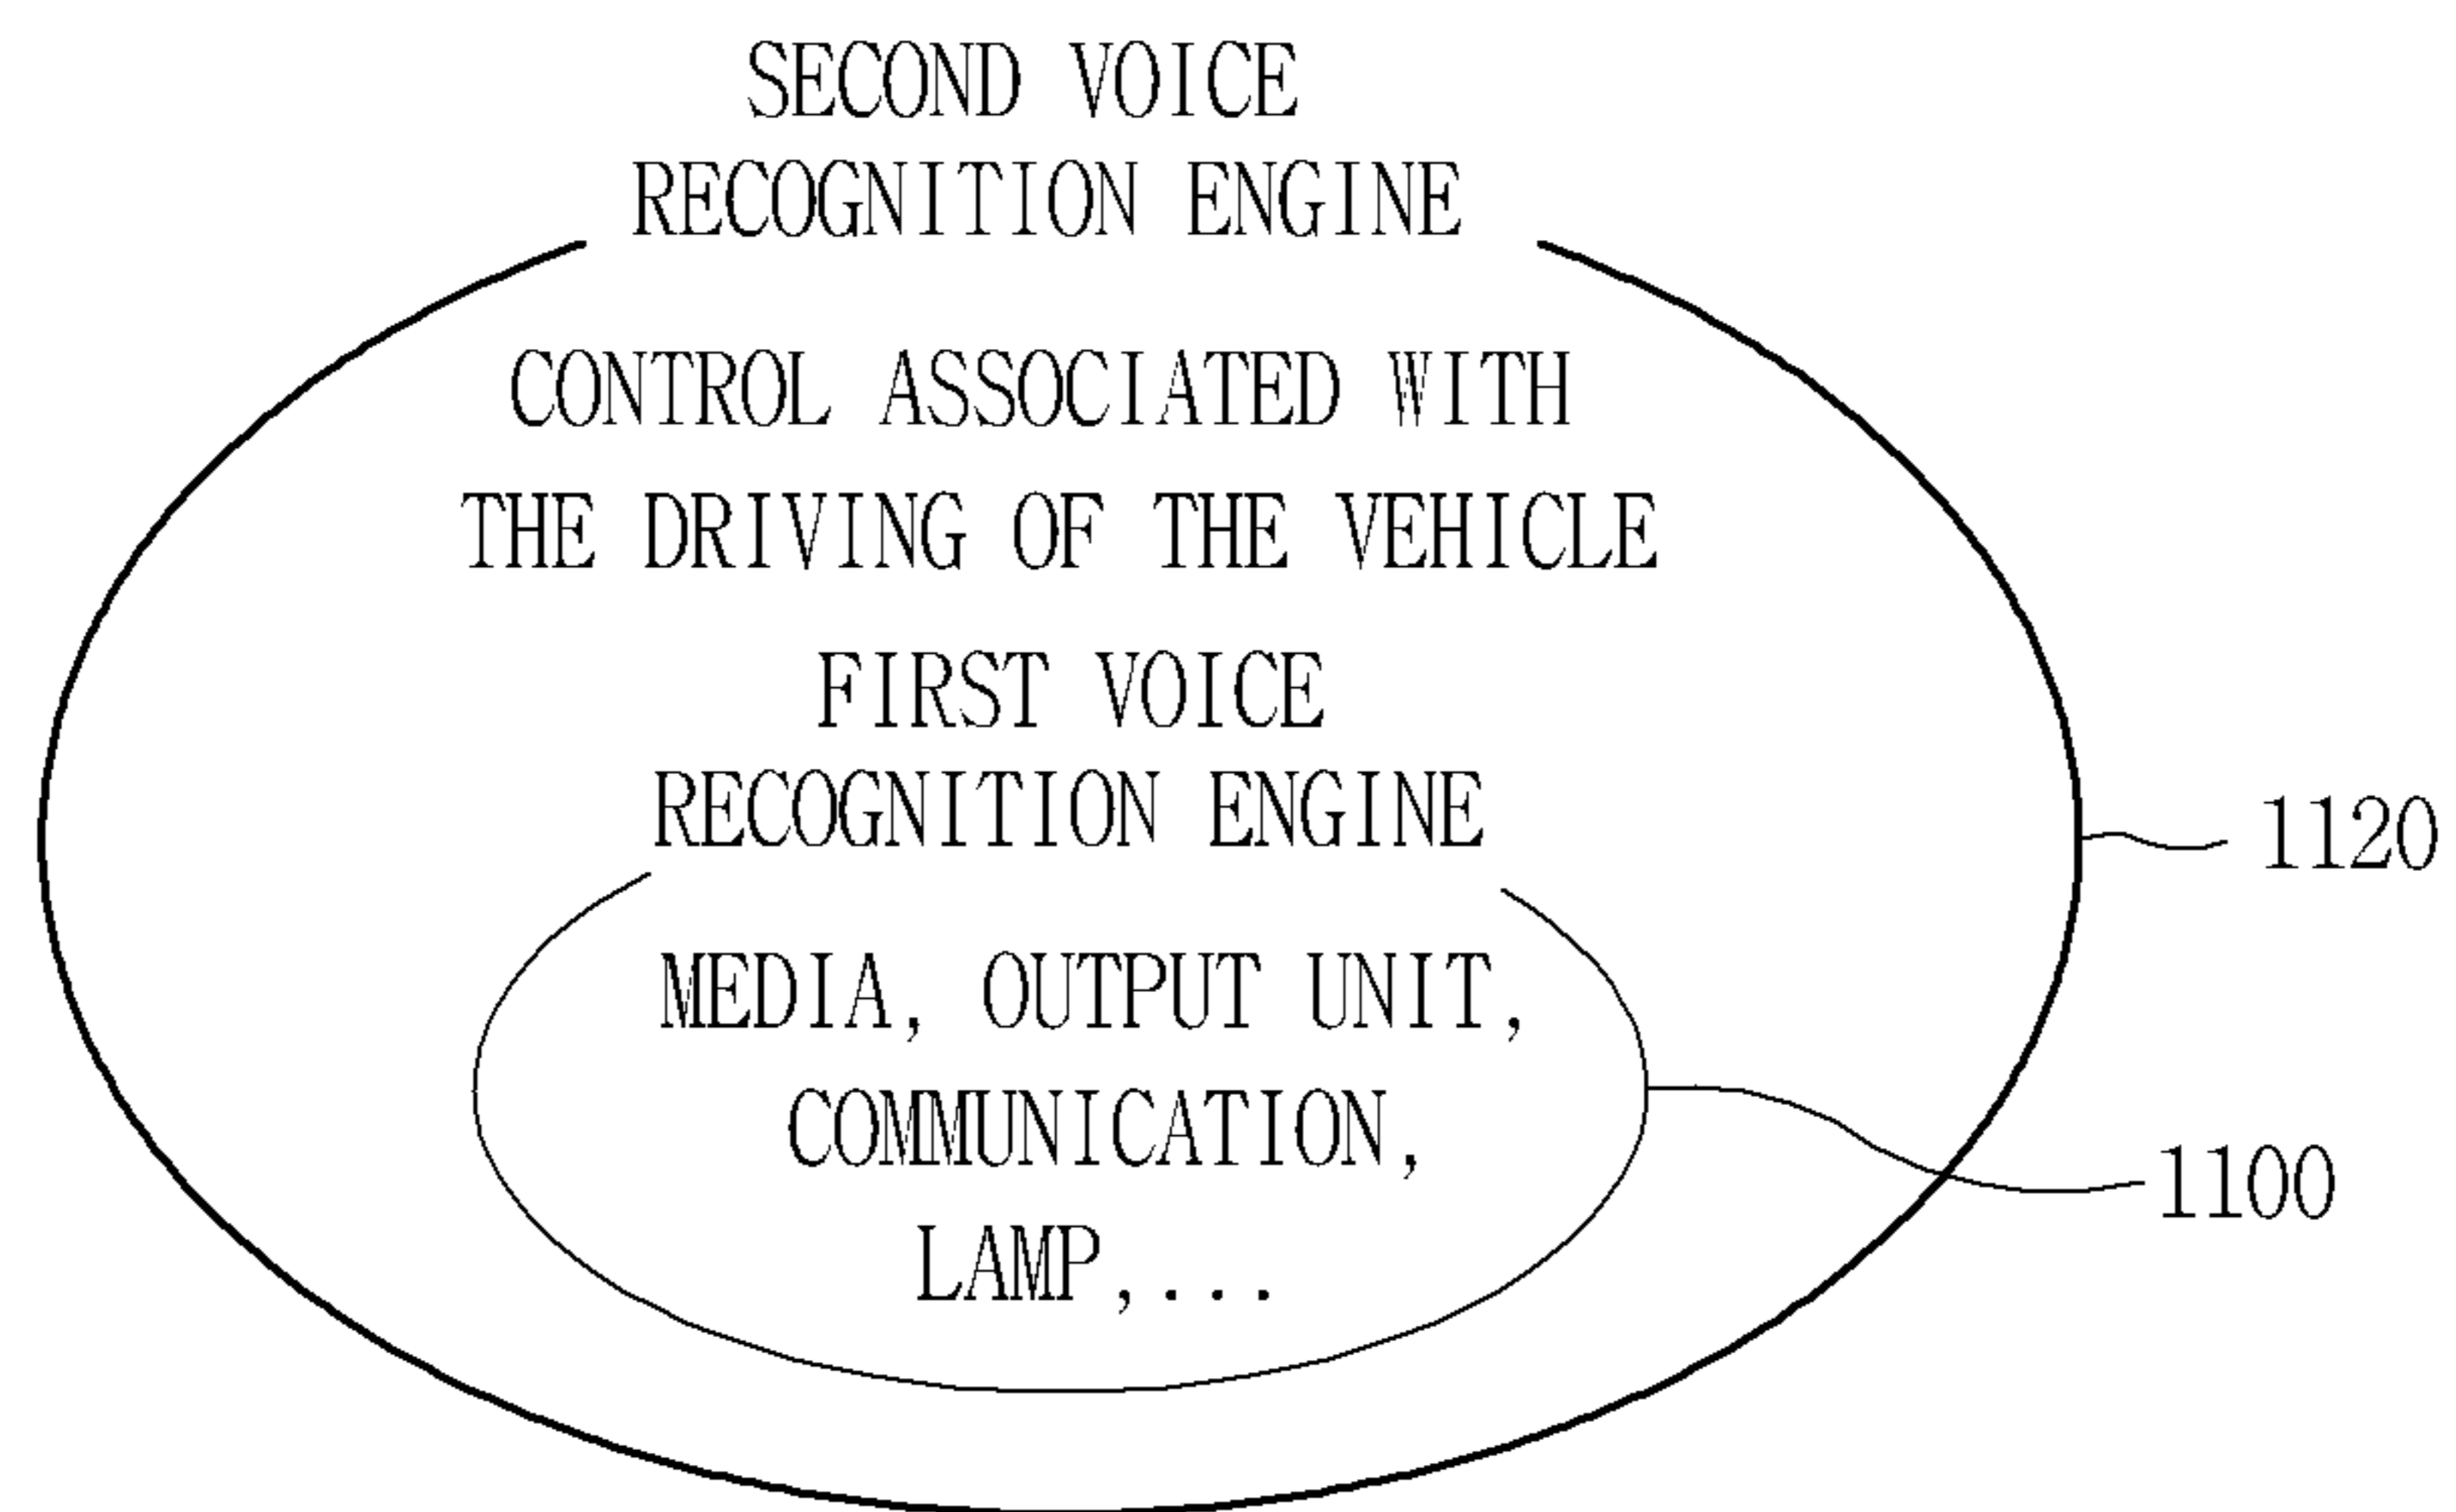 SECOND VOICE
RECOGNITION ENGINE
CONTROL ASSOCIATED WITH
THE DRIVING OF THE VEHICLE
FIRST VOICE
RECOGNITION ENGINE
1120
MEDIA, OUTPUT UNIT,
COMMUNICATION,
1100
LAMP,...